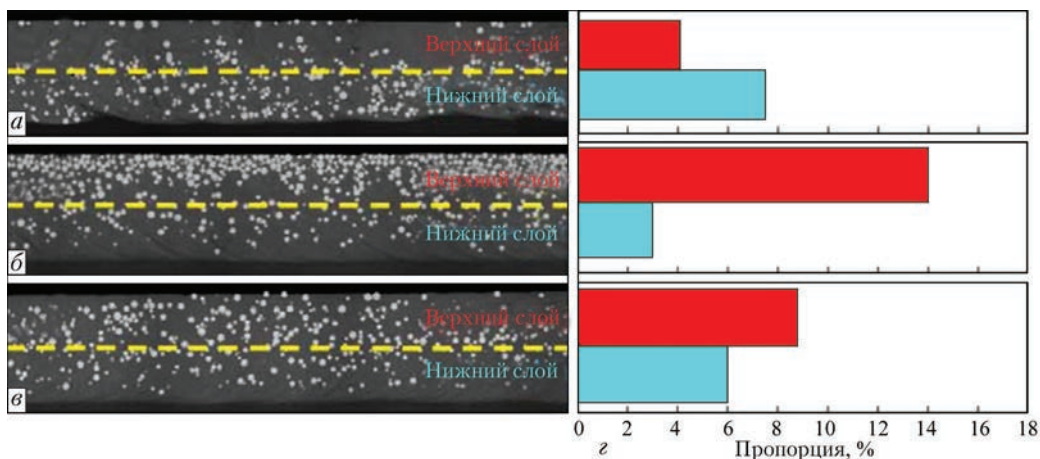 Верхний слой
Нижний слой
а
Верхний слой
Нижний слой
б
Верхний слой
Нижний слой
в
0 2 4 6 8 10 12 14 16 18
г Пропорция, %